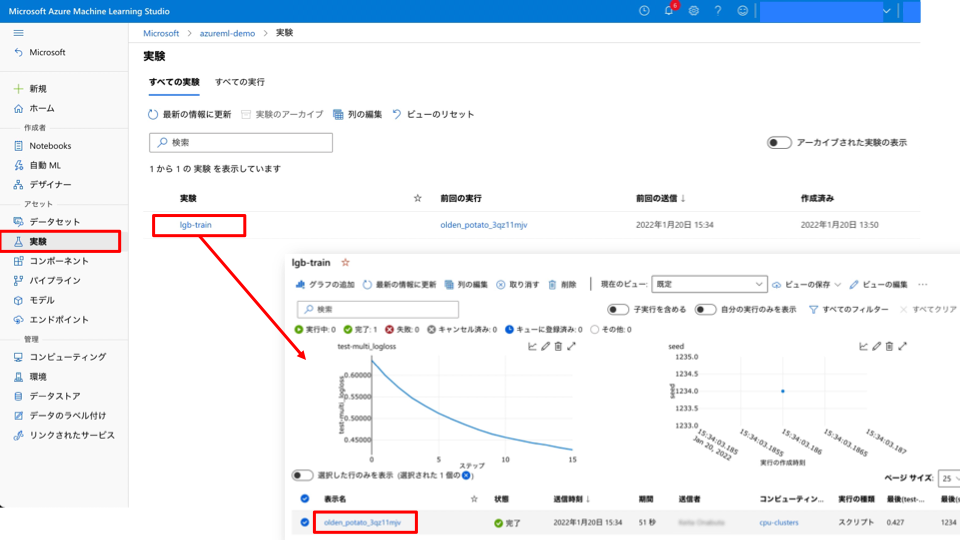 Microsoft Azure Machine Learning Studio
6
Microsoft > azureml-demo > 実験
Microsoft
新規
ホーム
作成者
Notebooks
自動 ML
デザイナー
アセット
データセット
実験
コンポーネント
パイプライン
モデル
エンドポイント
管理
コンピューティング
環境
データストア
データのラベル付け
リンクされたサービス
実験
すべての実験 すべての実行
最新の情報に更新 実験のアーカイブ 列の編集 ビューのリセット
検索 アーカイブされた実験の表示
1 から 1 の 実験 を表示しています
実験 前回の実行 前回の送信 ↓ 作成済み
lgb-train olden_potato_3qz11mjv 2022年1月20日 15:34 2022年1月20日 13:50
lgb-train
グラフの追加 最新の情報に更新 列の編集 取り消す 削除 現在のビュー: 既定 ビューの保存 ビューの編集 ...
検索 子実行を含める 自分の実行のみを表示 すべてのフィルター すべてクリア
実行中: 0 完了: 1 失敗: 0 キャンセル済み: 0 キューに登録済み: 0 その他: 0
test-multi_logloss
test-multi_logloss
0.60000
0.55000
0.50000
0.45000
0 5 10 15
ステップ
seed
seed
1235.0
1234.5
1234.0
1233.5
1233.0
15:34:03.185
Jan 20, 2022
15:34:03.1855
15:34:03.186
15:34:03.1865
15:34:03.187
実行の作成時刻
選択した行のみを表示 (選択された 1 個の)
ページ サイズ: 25
表示名 状態 送信時刻 ↓ 期間 送信者 コンピューティン... 実行の種類 最後(test-... 最後(s
olden_potato_3qz11mjv 完了 2022年1月20日 15:34 51 秒 cpu-clusters スクリプト 0.427 1234